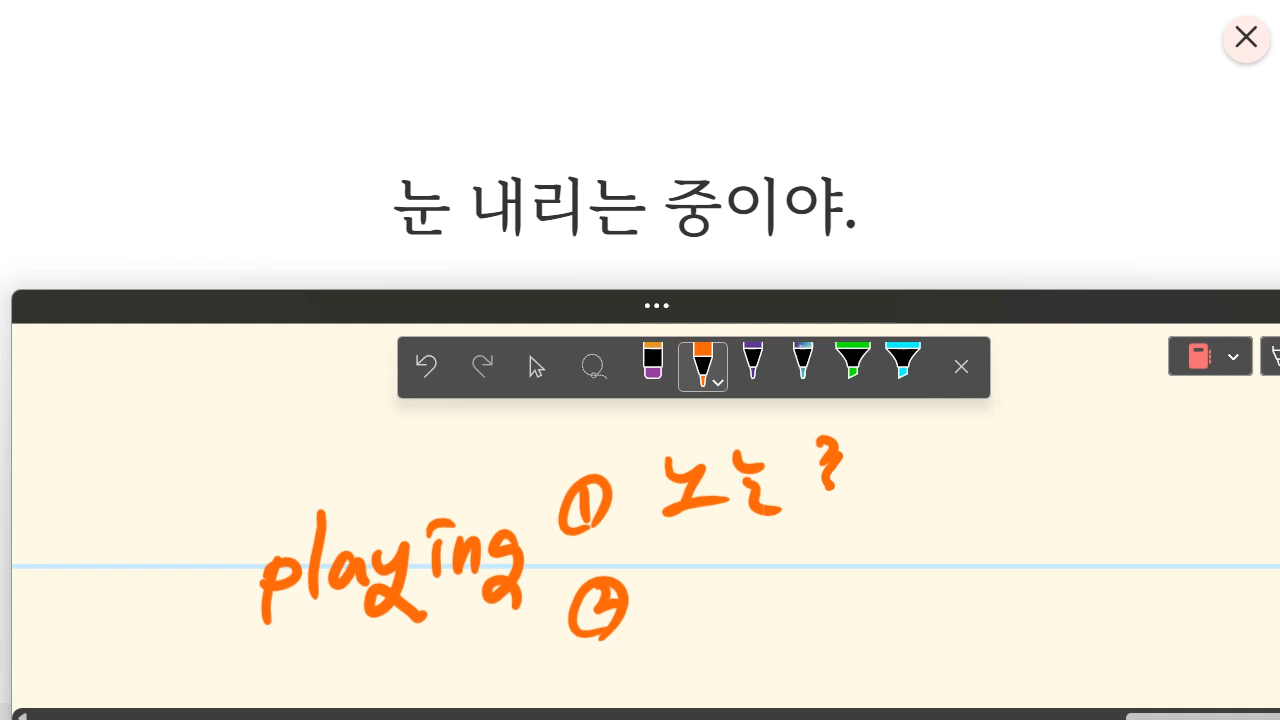 눈 내리는 중이야.
playing ① 노는
②